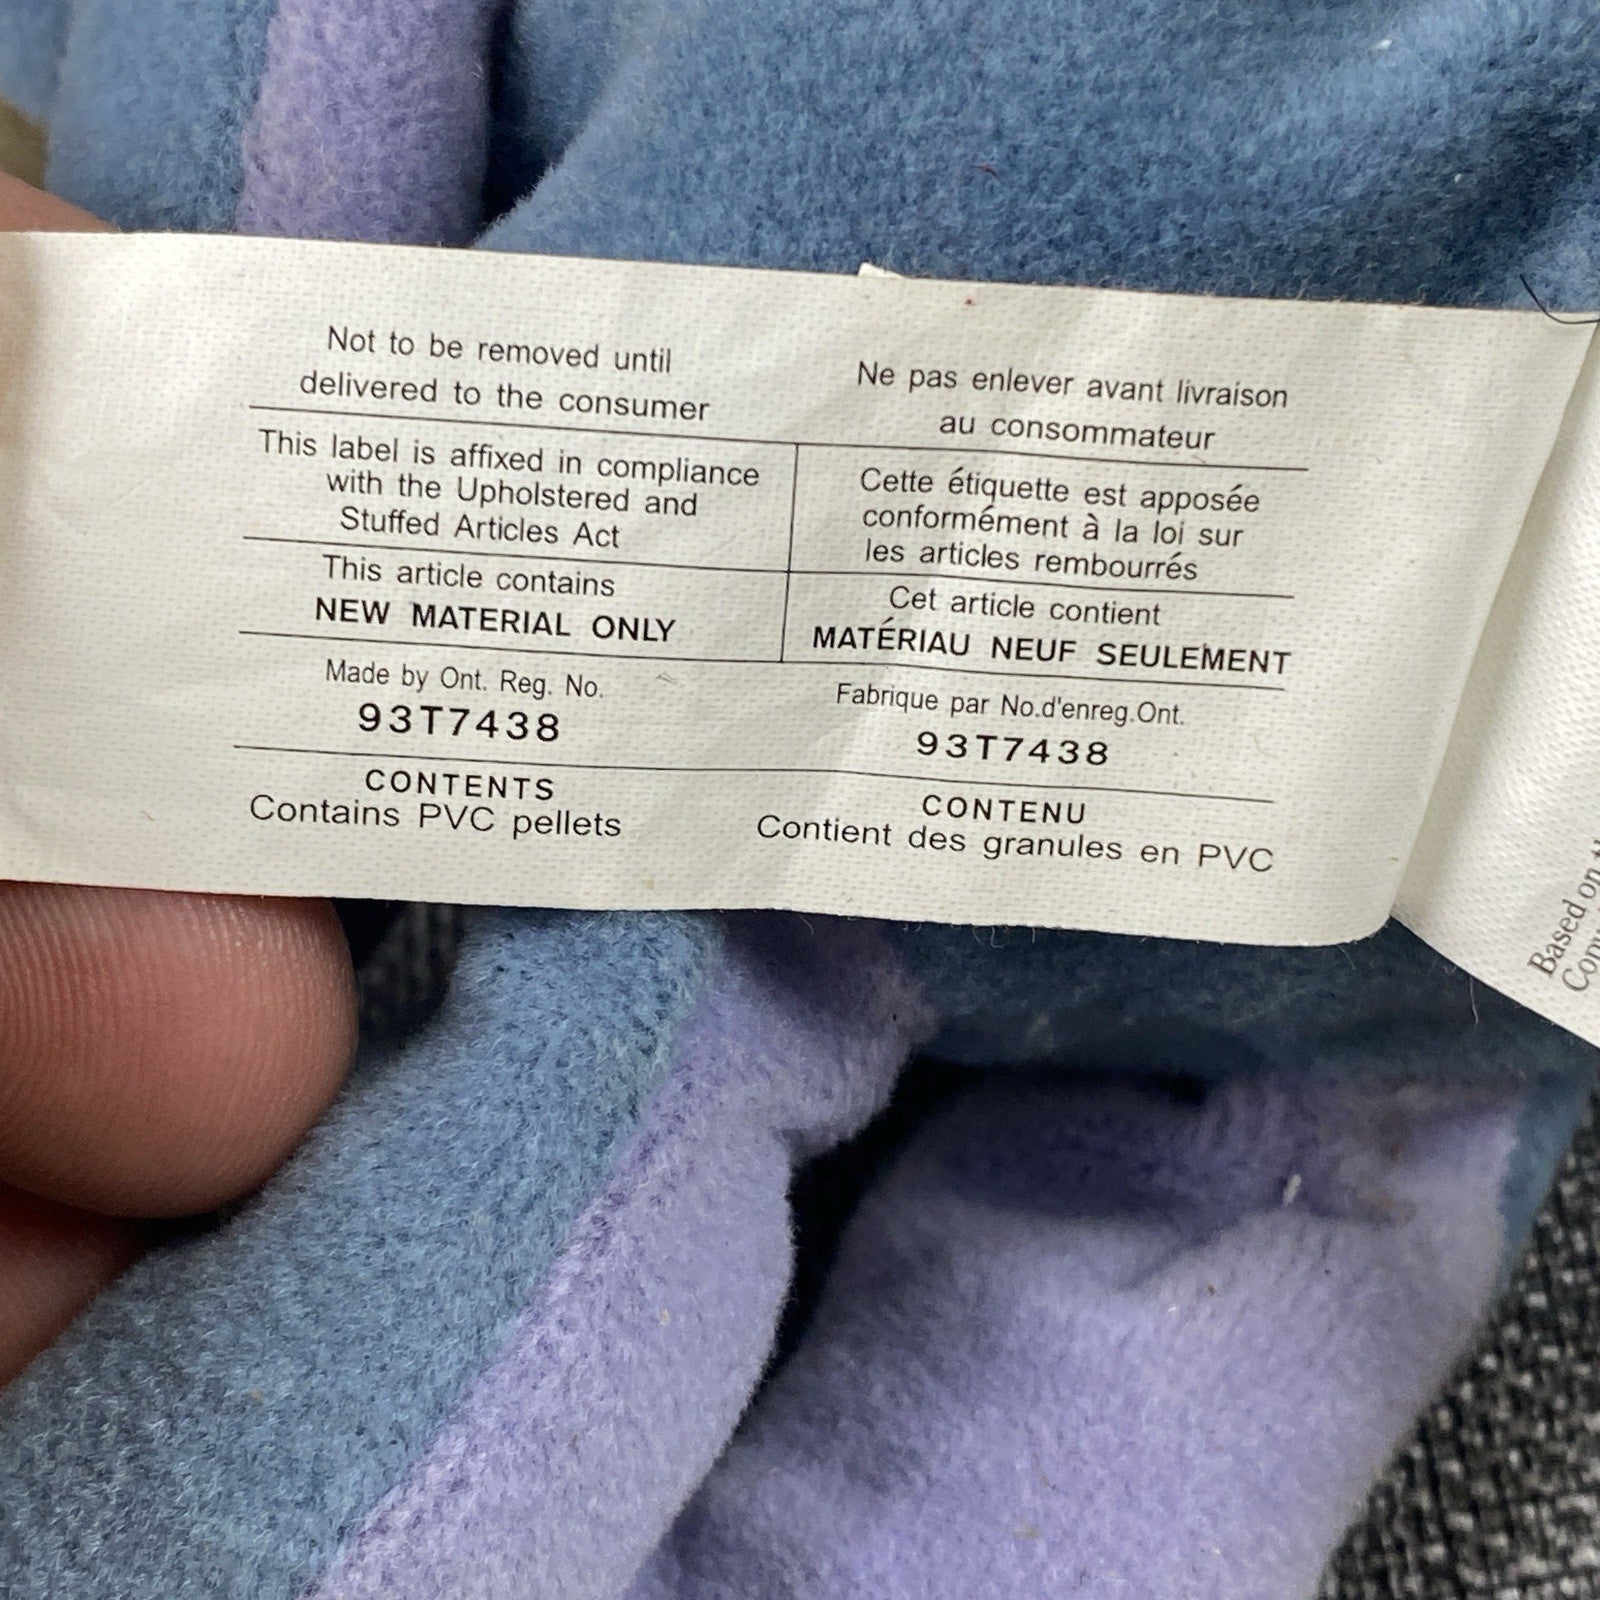 Not to be removed until
delivered to the consumer
Ne pas enlever avant livraison
au consommateur
This label is affixed in compliance
with the Upholstered and
Stuffed Articles Act
Cette étiquette est apposée
conformément à la loi sur
les articles rembourrés
This article contains
NEW MATERIAL ONLY
Cet article contient
MATÉRIAU NEUF SEULEMENT
Made by Ont. Reg. No.
93T7438
Fabrique par No.d'enreg.Ont.
93T7438
CONTENTS
Contains PVC pellets
CONTENU
Contient des granules en PVC
Based on